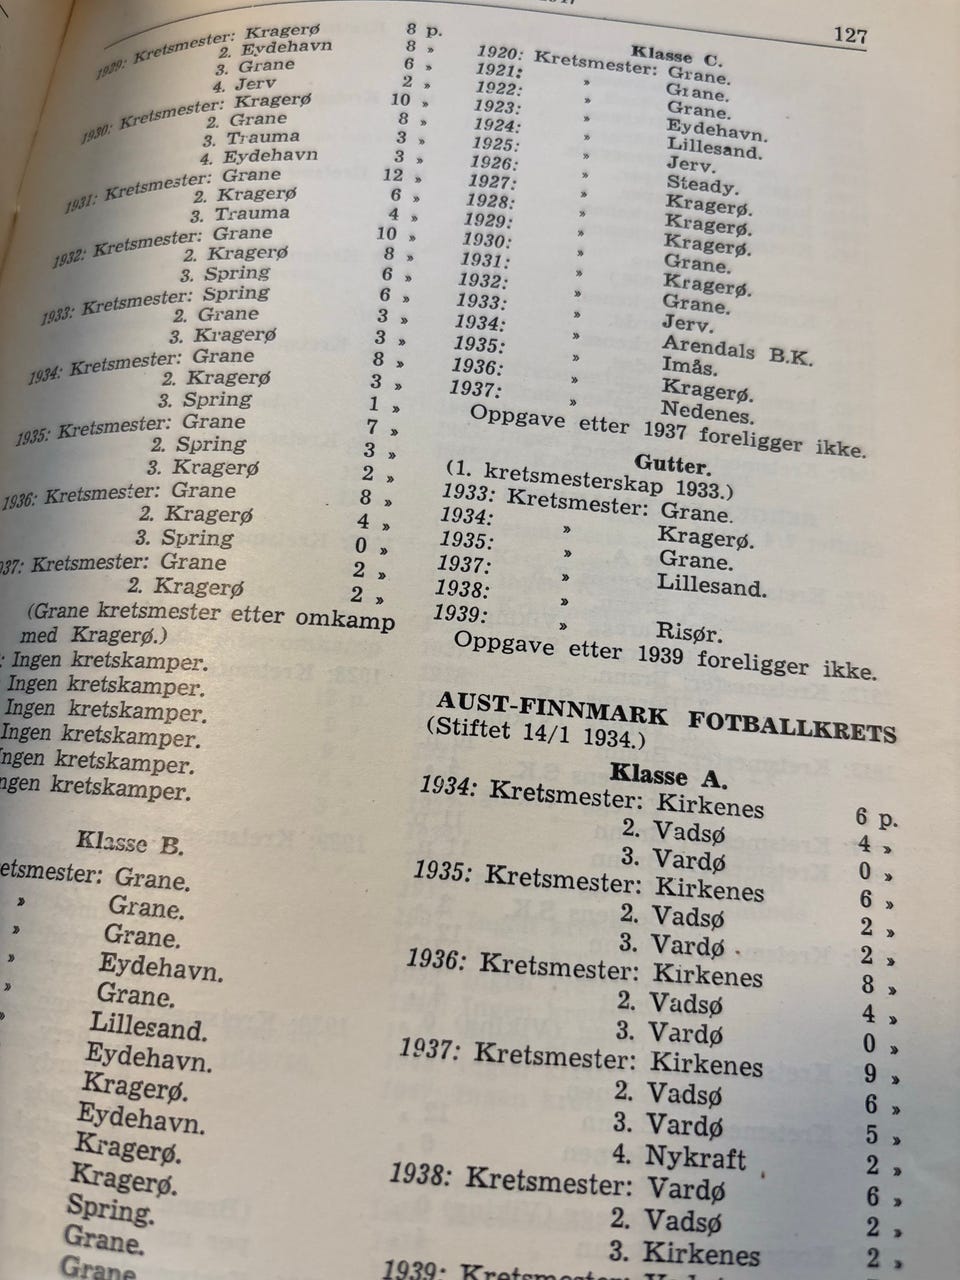 127
1929: Kretsmester: Kragerø 8 p.
2. Eydehavn 8 »
3. Grane 6 »
4. Jerv 2 »
1930: Kretsmester: Kragerø 10 »
2. Grane 8 »
3. Trauma 3 »
4. Eydehavn 3 »
1931: Kretsmester: Grane 12 »
2. Kragerø 6 »
3. Trauma 4 »
1932: Kretsmester: Grane 10 »
2. Kragerø 8 »
3. Spring 6 »
1933: Kretsmester: Spring 6 »
2. Grane 3 »
3. Kragerø 3 »
1934: Kretsmester: Grane 8 »
2. Kragerø 3 »
3. Spring 1 »
1935: Kretsmester: Grane 7 »
2. Spring 3 »
3. Kragerø 2 »
1936: Kretsmester: Grane 8 »
2. Kragerø 4 »
3. Spring 0 »
937: Kretsmester: Grane 2 »
2. Kragerø 2 »
(Grane kretsmester etter omkamp
med Kragerø.)
: Ingen kretskamper.
Ingen kretskamper.
Ingen kretskamper.
Ingen kretskamper.
Ingen kretskamper.
ngen kretskamper.
Klasse B.
etsmester: Grane.
» Grane.
» Grane.
» Eydehavn.
» Grane.
» Lillesand.
Eydehavn.
Kragerø.
Eydehavn.
Kragerø.
Kragerø.
Spring.
Grane.
Grane
Klasse C.
1920: Kretsmester: Grane.
1921: » Grane.
1922: » Grane.
1923: » Eydehavn.
1924: » Lillesand.
1925: » Jerv.
1926: » Steady.
1927: » Kragerø.
1928: » Kragerø.
1929: » Kragerø.
1930: » Grane.
1931: » Kragerø.
1932: » Grane.
1933: » Jerv.
1934: » Arendals B.K.
1935: » Imås.
1936: » Kragerø.
1937: » Nedenes.
Oppgave etter 1937 foreligger ikke.
Gutter.
(1. kretsmesterskap 1933.)
1933: Kretsmester: Grane.
1934: » Kragerø.
1935: » Grane.
1937: » Lillesand.
1938: »
1939: » Risør.
Oppgave etter 1939 foreligger ikke.
AUST-FINNMARK FOTBALLKRETS
(Stiftet 14/1 1934.)
Klasse A.
1934: Kretsmester: Kirkenes 6 p.
2. Vadsø 4 »
3. Vardø 0 »
1935: Kretsmester: Kirkenes 6 »
2. Vadsø 2 »
3. Vardø 2 »
1936: Kretsmester: Kirkenes 8 »
2. Vadsø 4 »
3. Vardø 0 »
1937: Kretsmester: Kirkenes 9 »
2. Vadsø 6 »
3. Vardø 5 »
4. Nykraft 2 »
1938: Kretsmester: Vardø 6 »
2. Vadsø 2 »
3. Kirkenes 2 »
1939: Kretsmester: